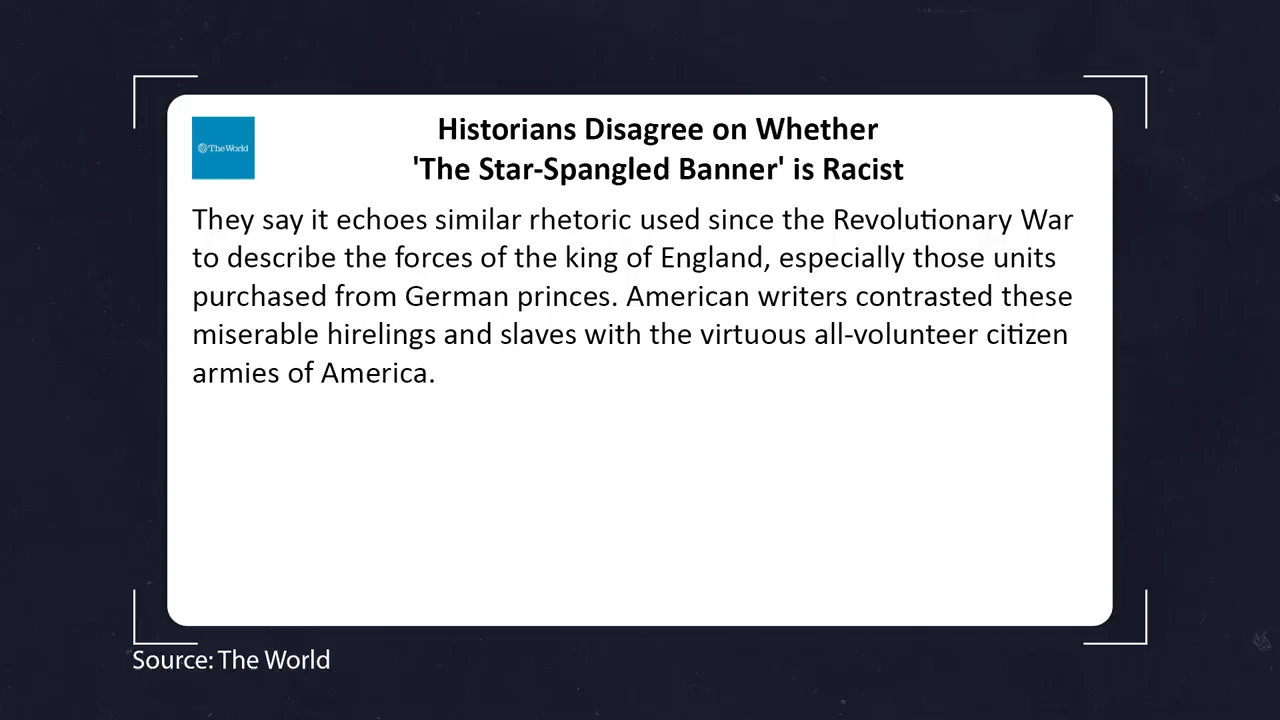 Historians Disagree on Whether
'The Star-Spangled Banner' is Racist
The World
They say it echoes similar rhetoric used since the Revolutionary War
to describe the forces of the king of England, especially those units
purchased from German princes. American writers contrasted these
miserable hirelings and slaves with the virtuous all-volunteer citizen
armies of America.
Source: The World